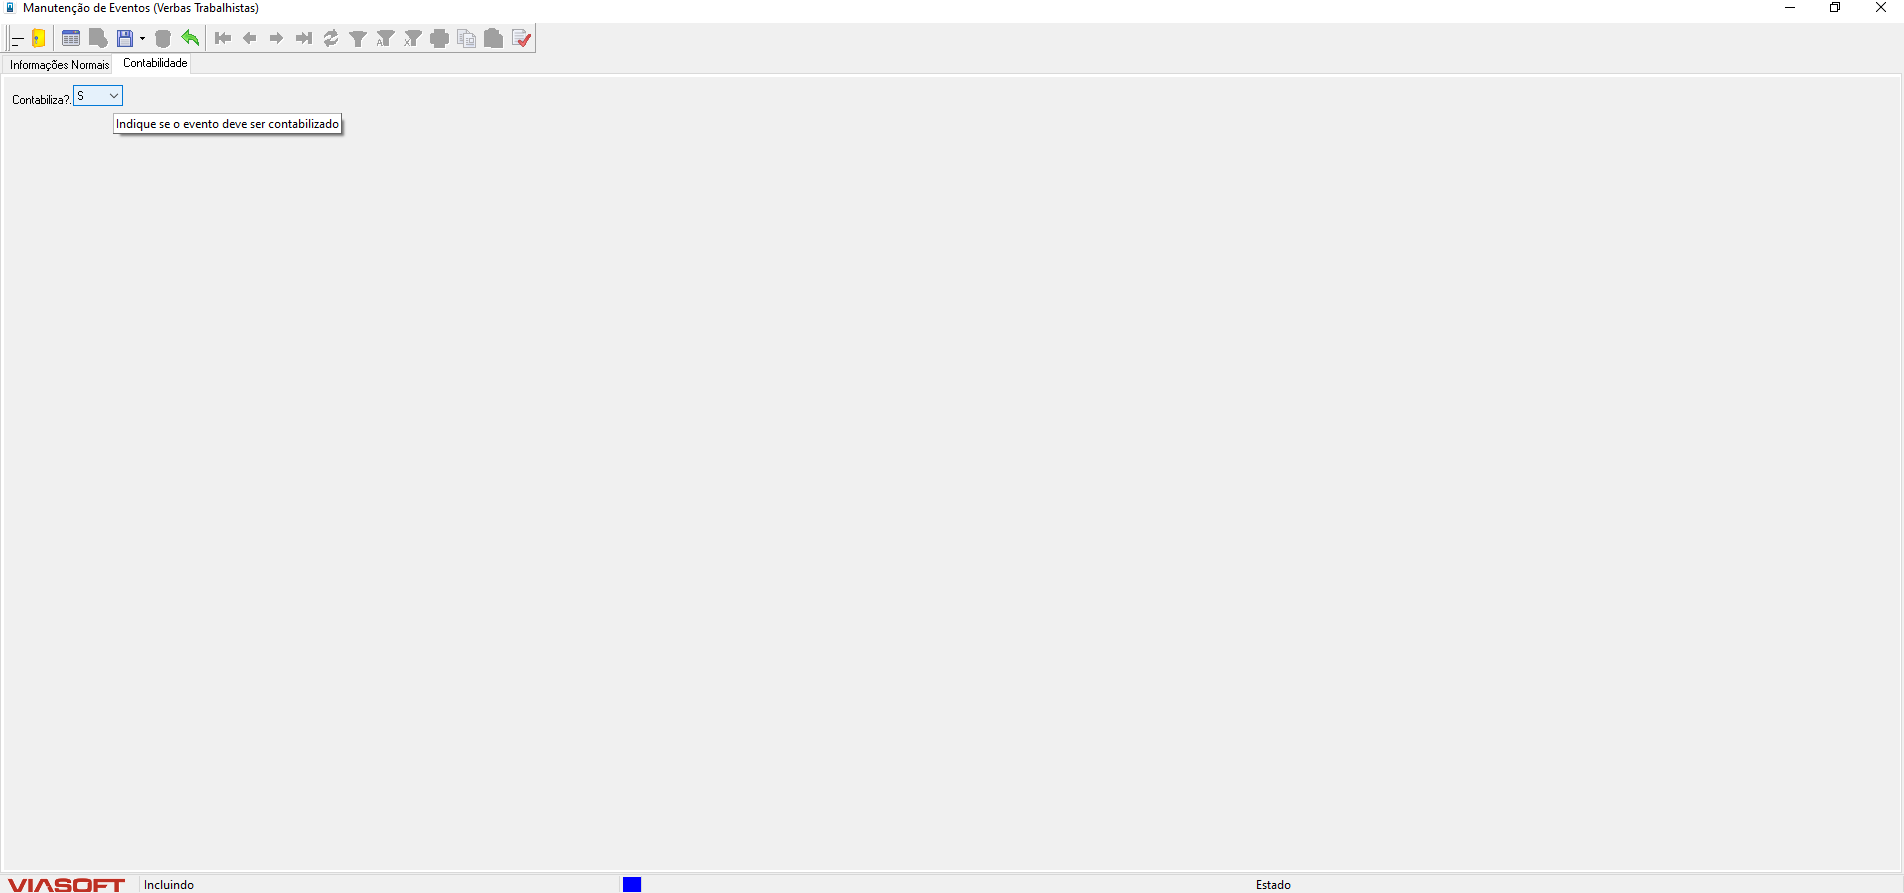 Manutenção de Eventos (Verbas Trabalhistas)
Informações Normais Contabilidade
Contabiliza?. S
Indique se o evento deve ser contabilizado
VIASOFT Incluindo Estado